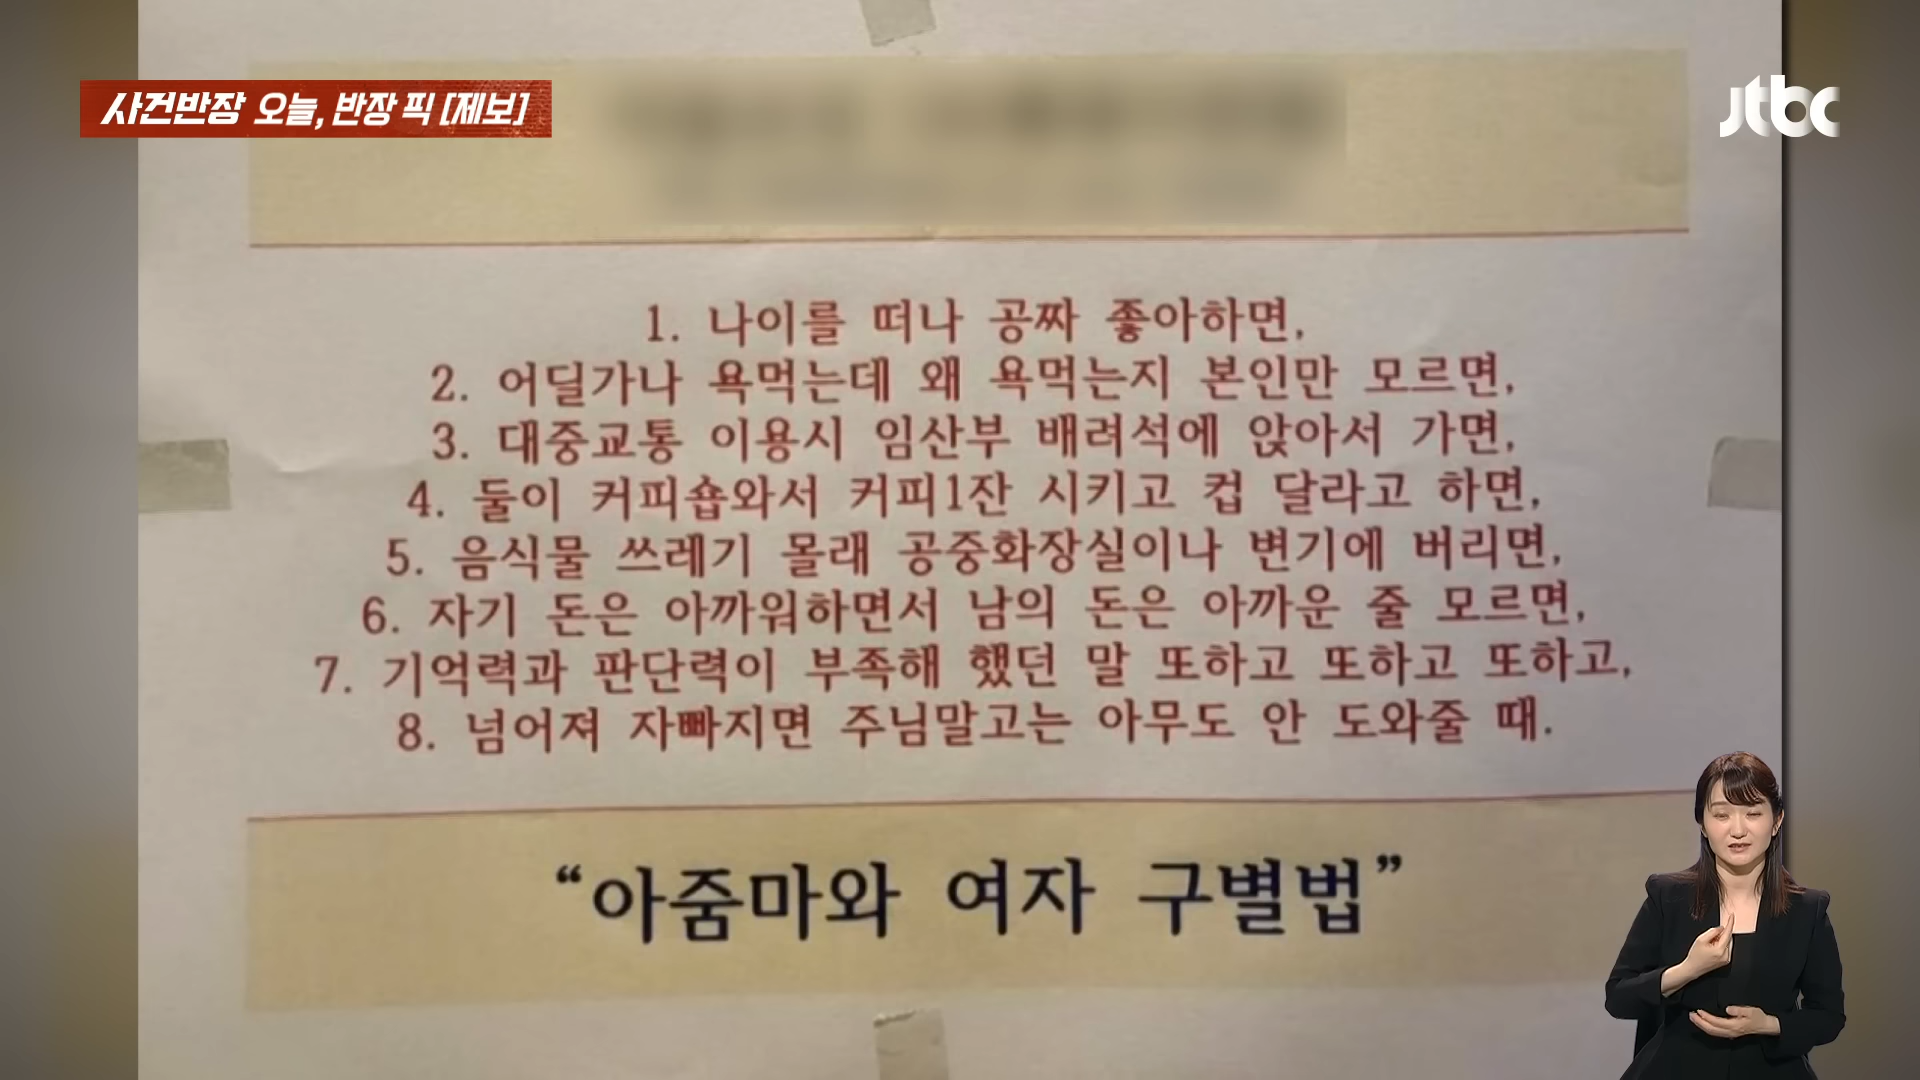 사건반장 오늘, 반장 픽 [제보]
jtbc
1. 나이를 떠나 공짜 좋아하면,
2. 어딜가나 욕먹는데 왜 욕먹는지 본인만 모르면,
3. 대중교통 이용시 임산부 배려석에 앉아서 가면,
4. 둘이 커피숍와서 커피1잔 시키고 컵 달라고 하면,
5. 음식물 쓰레기 몰래 공중화장실이나 변기에 버리면,
6. 자기 돈은 아까워하면서 남의 돈은 아까운 줄 모르면,
7. 기억력과 판단력이 부족해 했던 말 또하고 또하고 또하고,
8. 넘어져 자빠지면 주님말고는 아무도 안 도와줄 때.
“아줌마와 여자 구별법”